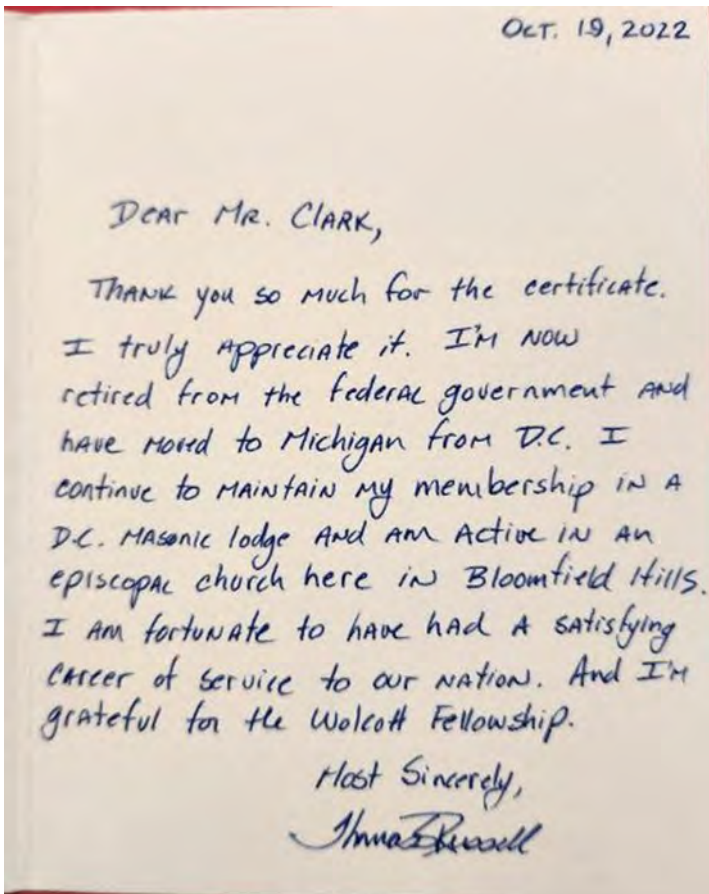 Oct. 19, 2022
Dear Mr. Clark,
Thank you so much for the certificate.
I truly appreciate it. I'm now
retired from the federal government and
have moved to Michigan from D.C. I
continue to maintain my membership in a
D.C. Masonic lodge and am active in an
episcopal church here in Bloomfield Hills.
I am fortunate to have had a satisfying
career of service to our nation. And I'm
grateful for the Wolcott Fellowship.
Most Sincerely,
Thomas Russell